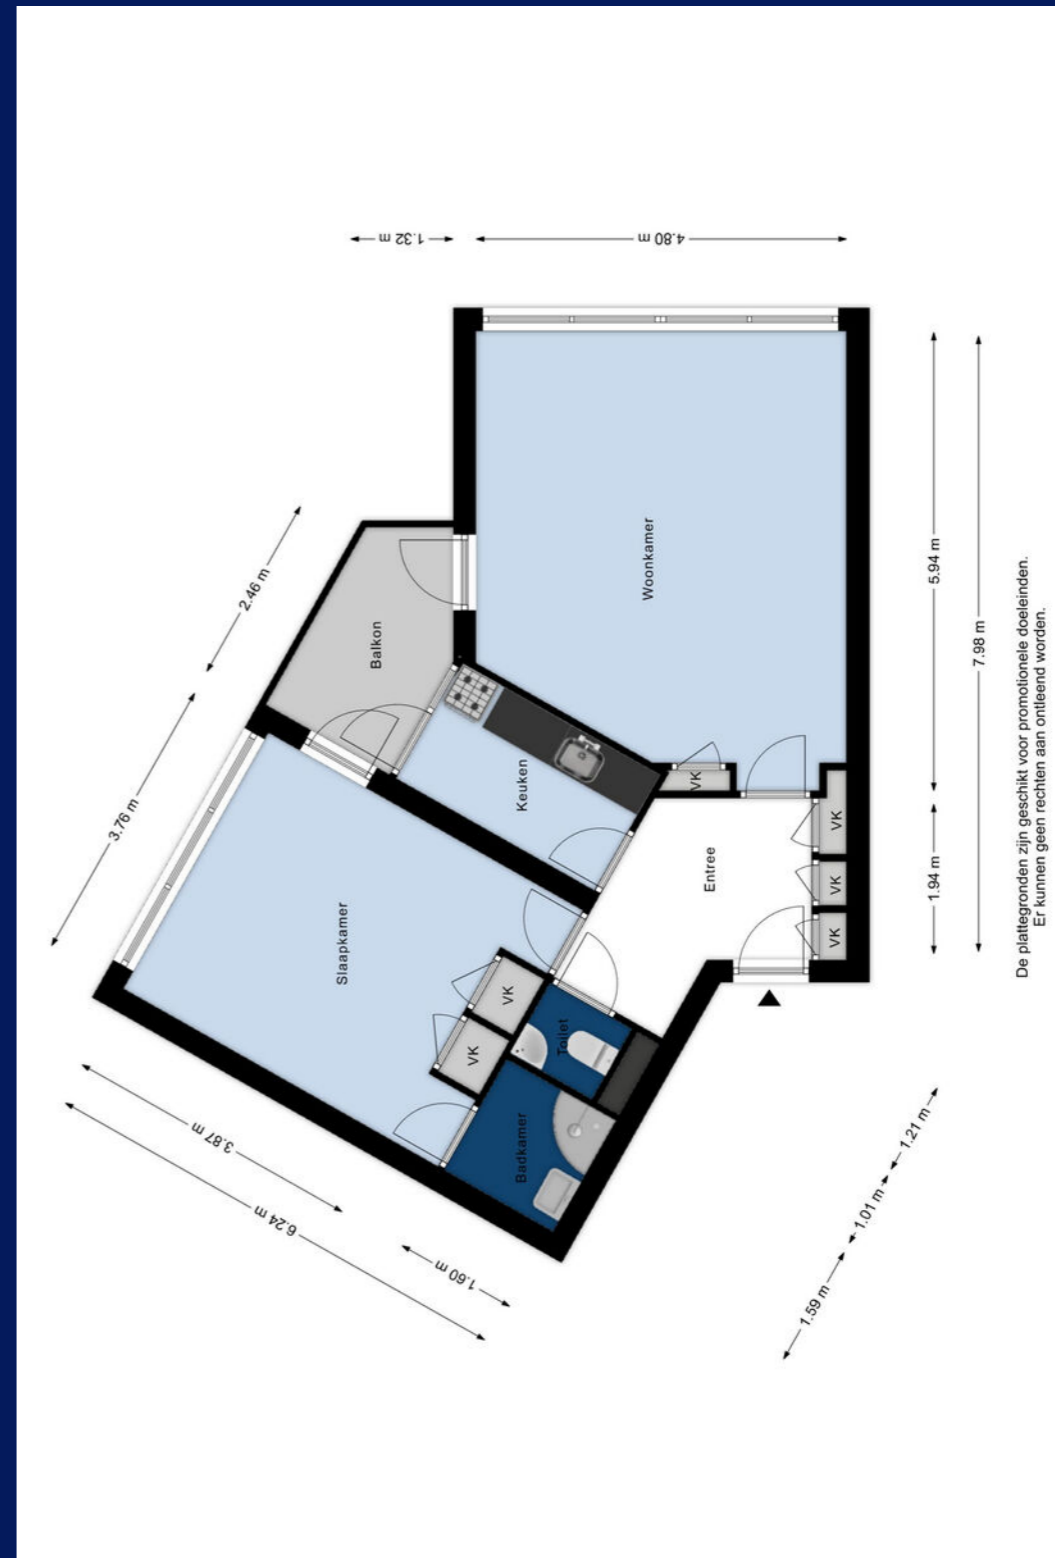 1.32 m
4.80 m
Woonkamer
5.94 m
7.98 m
2.46 m
Balkon
3.76 m
Keuken
VK
VK
VK
VK
Entree
1.94 m
Slaapkamer
VK
VK
Toilet
Badkamer
3.87 m
6.24 m
1.60 m
1.21 m
1.01 m
1.59 m
De plattegronden zijn geschikt voor promotionele doeleinden.
Er kunnen geen rechten aan ontleend worden.